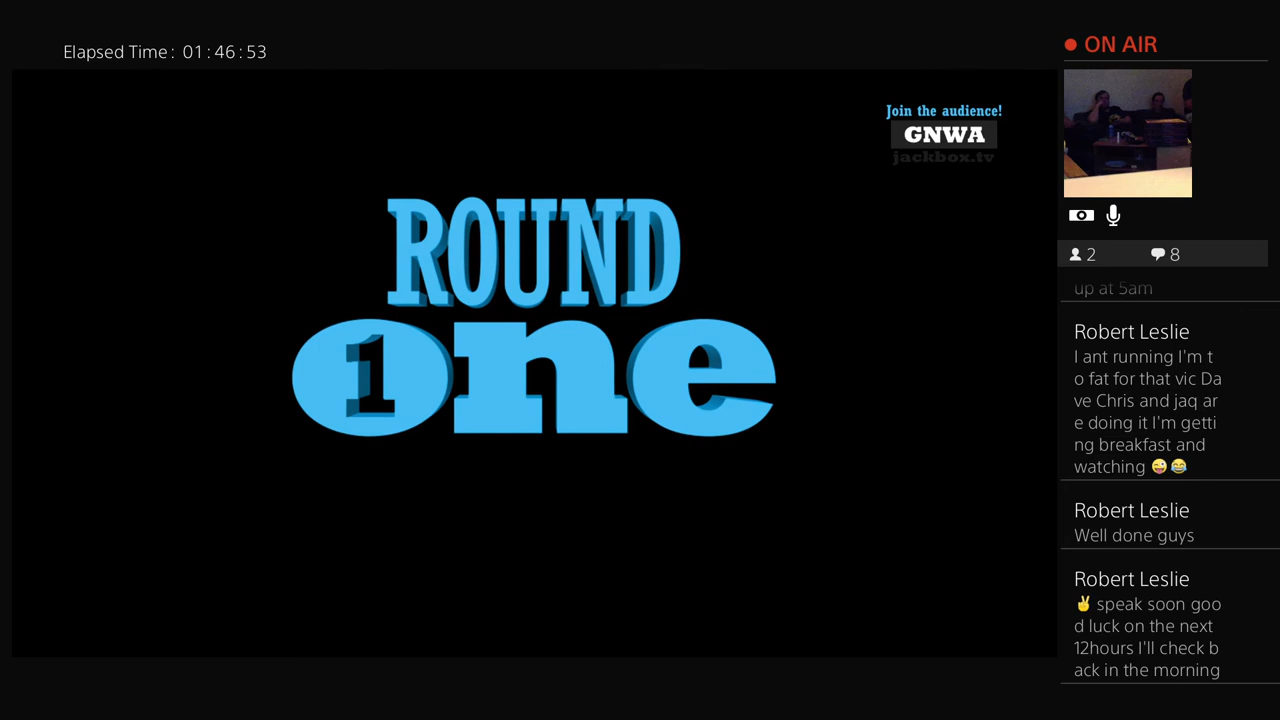 Elapsed Time: 01:46:53
ON AIR
Join the audience!
GNWA
jackbox.tv
ROUND
1
One
2
8
up at 5am
Robert Leslie
I ant running I'm t
o fat for that vic Da
ve Chris and jaq ar
e doing it I'm getti
ng breakfast and
watching 😜😂
Robert Leslie
Well done guys
Robert Leslie
✌ speak soon goo
d luck on the next
12hours I'll check b
ack in the morning